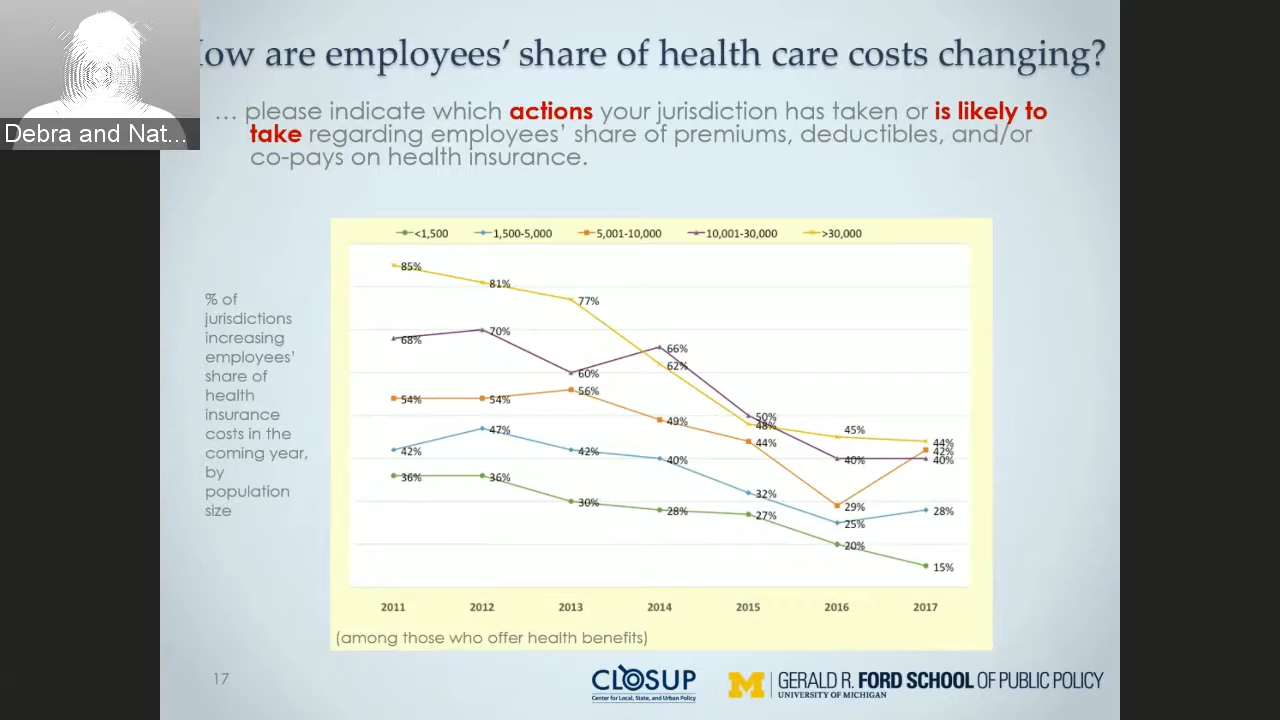 ow are employees’ share of health care costs changing?
Debra and Nat...
… please indicate which actions your jurisdiction has taken or is likely to
take regarding employees’ share of premiums, deductibles, and/or
co-pays on health insurance.
<1,500 1,500-5,000 5,001-10,000 10,001-30,000 >30,000
% of
jurisdictions
increasing
employees’
share of
health
insurance
costs in the
coming year,
by
population
size
85% 81% 77% 62% 48% 45% 44%
68% 70% 60% 66% 50% 40% 40%
54% 54% 56% 49% 44% 29% 42%
42% 47% 42% 40% 32% 25% 28%
36% 36% 30% 28% 27% 20% 15%
2011 2012 2013 2014 2015 2016 2017
(among those who offer health benefits)
17
CLOSUP
Center for Local, State, and Urban Policy
M
GERALD R. FORD SCHOOL OF PUBLIC POLICY
UNIVERSITY OF MICHIGAN